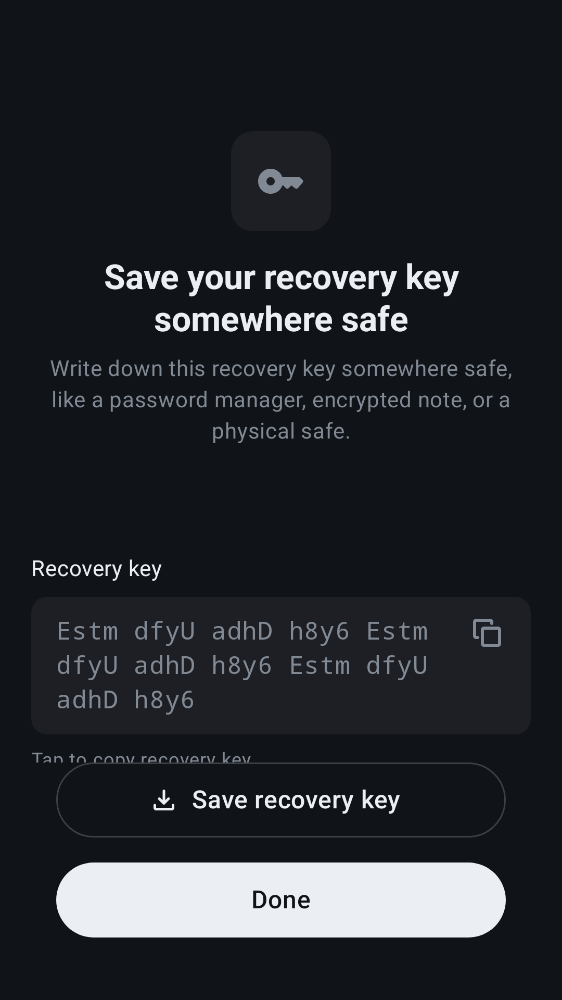 Save your recovery key
somewhere safe
Write down this recovery key somewhere safe,
like a password manager, encrypted note, or a
physical safe.
Recovery key
Estm dfyU adhD h8y6 Estm
dfyU adhD h8y6 Estm dfyU
adhD h8y6
Tap to copy recovery key
Save recovery key
Done